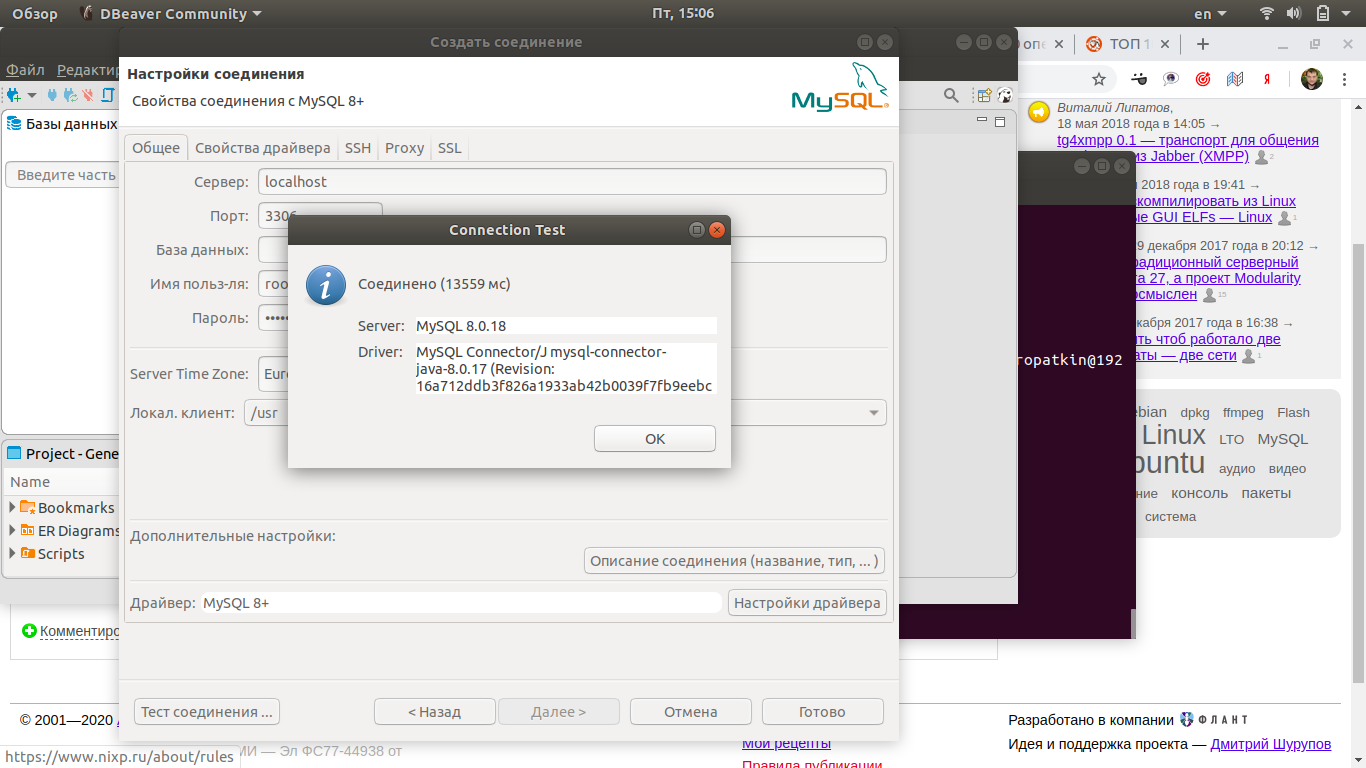 Обзор DBeaver Community Пт, 15:06 en
Создать соединение
Файл
Базы данных
Введите часть
Project - Gene
Name
Bookmarks
ER Diagrams
Scripts
Настройки соединения
Свойства соединения с MySQL 8+
MySQL
Общее Свойства драйвера SSH Proxy SSL
Сервер: localhost
Порт: 3306
База данных:
Имя польз-ля:
Пароль:
Server Time Zone:
Локал. клиент: /usr
Connection Test
Соединено (13559 мс)
Server: MySQL 8.0.18
Driver: MySQL Connector/J mysql-connector-
java-8.0.17 (Revision:
16a712ddb3f826a1933ab42b0039f7fb9eebc
OK
Дополнительные настройки:
Описание соединения (название, тип, ... )
Драйвер: MySQL 8+ Настройки драйвера
Тест соединения ... < Назад Далее > Отмена Готово
ТОП 1
Виталий Липатов,
18 мая 2018 года в 14:05 →
tg4xmpp 0.1 — транспорт для общения
из Jabber (XMPP) 2
2018 года в 19:41 →
скомпилировать из Linux
GUI ELFs — Linux 1
9 декабря 2017 года в 20:12 →
радиционный серверный
27, а проект Modularity
осмыслен 15
кабря 2017 года в 16:38 →
ить чтоб работало две
аты — две сети 1
ropatkin@192
ebian dpkg ffmpeg Flash
Linux LTO MySQL
buntu аудио видео
ние консоль пакеты
система
Комментиро
© 2001—2020
МИ — Эл ФС77-44938 от
https://www.nixp.ru/about/rules
Мои рецепты
Правила публикации
Разработано в компании ФЛАНТ
Идея и поддержка проекта — Дмитрий Шурупов